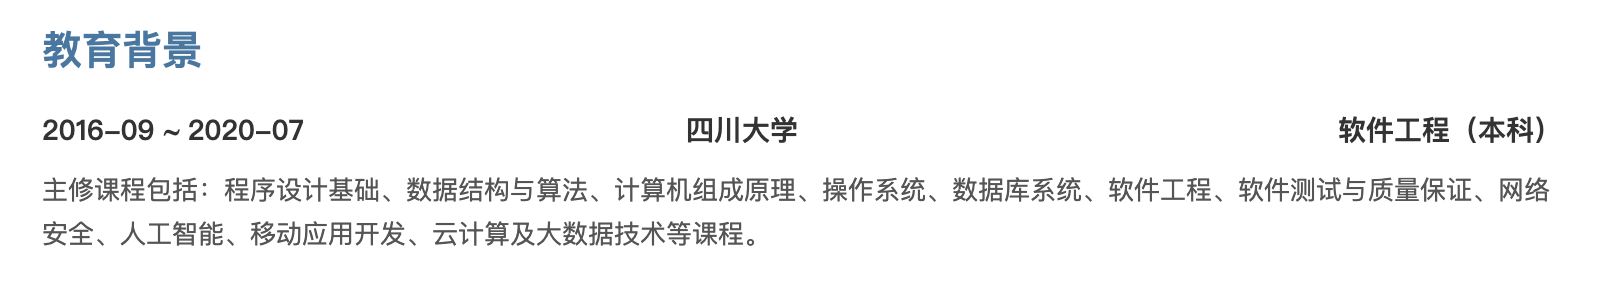 教育背景
2016-09 ~ 2020-07 四川大学 软件工程（本科）
主修课程包括：程序设计基础、数据结构与算法、计算机组成原理、操作系统、数据库系统、软件工程、软件测试与质量保证、网络
安全、人工智能、移动应用开发、云计算及大数据技术等课程。